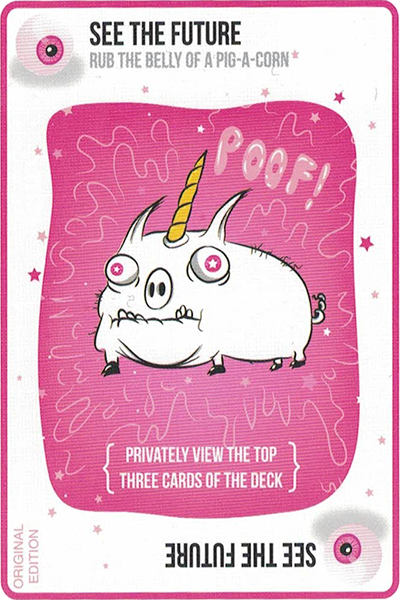 SEE THE FUTURE
RUB THE BELLY OF A PIG-A-CORN
POOF!
PRIVATELY VIEW THE TOP
THREE CARDS OF THE DECK
ORIGINAL
EDITION
SEE THE FUTURE